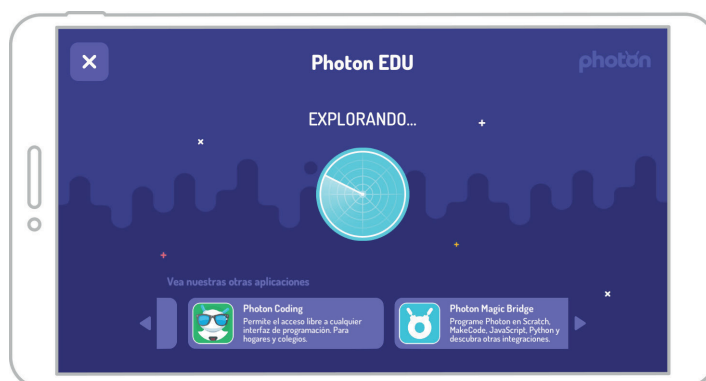 Photon EDU
photon
EXPLORANDO...
Vea nuestras otras aplicaciones
Photon Coding
Permite el acceso libre a cualquier
interfaz de programación. Para
hogares y colegios.
Photon Magic Bridge
Programe Photon en Scratch,
MakeCode, JavaScript, Python y
descubra otras integraciones.